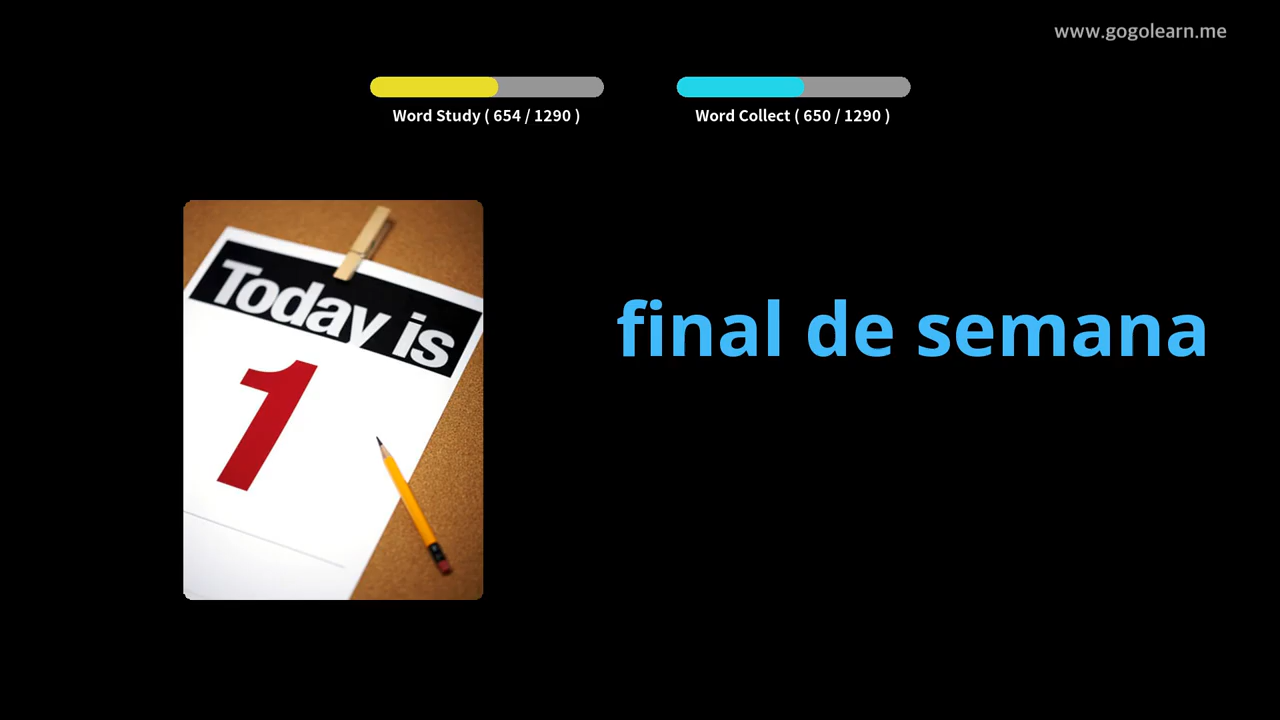 www.gogolearn.me
Word Study ( 654 / 1290 )
Word Collect ( 650 / 1290 )
Today is
1
final de semana